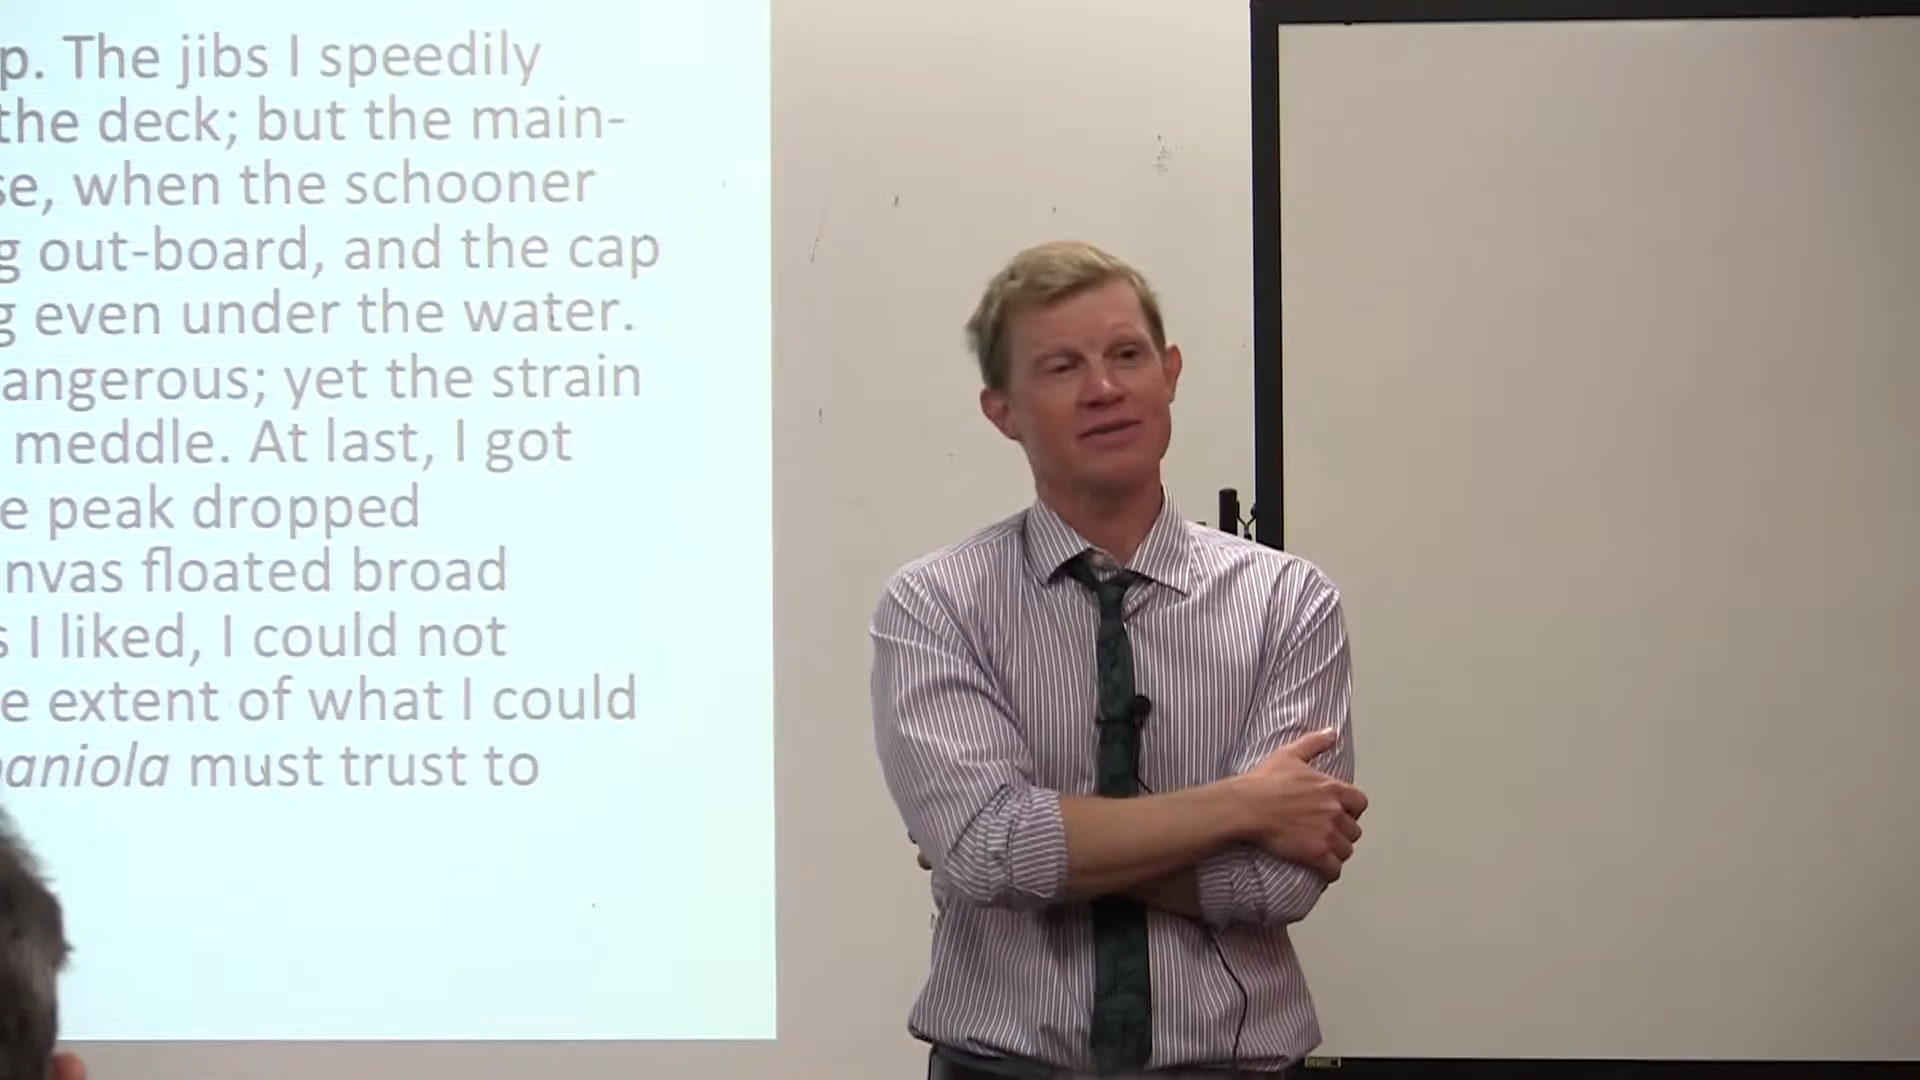 p. The jibs I speedily
the deck; but the main-
se, when the schooner
g out-board, and the cap
g even under the water.
angerous; yet the strain
meddle. At last, I got
e peak dropped
nvas floated broad
s I liked, I could not
e extent of what I could
paniola must trust to